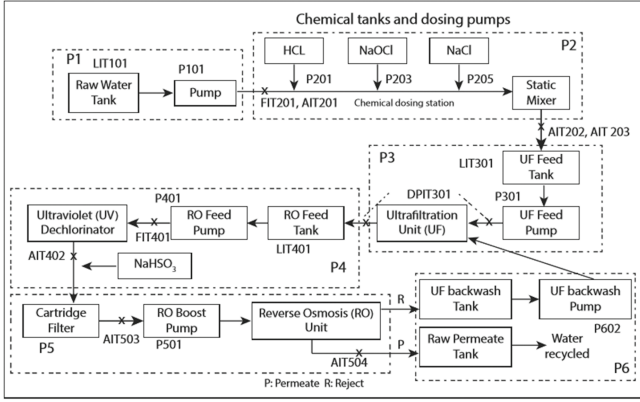 Chemical tanks and dosing pumps
P1
LIT101
Raw Water
Tank
P101
Pump
HCL
NaOCl
NaCl
P2
P201
P203
P205
FIT201, AIT201
Chemical dosing station
Static
Mixer
AIT202, AIT 203
P3
LIT301
UF Feed
Tank
DPIT301
P301
UF Feed
Pump
Ultrafiltration
Unit (UF)
P401
RO Feed
Tank
LIT401
RO Feed
Pump
FIT401
Ultraviolet (UV)
Dechlorinator
AIT402
NaHSO₃
P4
Cartridge
Filter
P5
AIT503
RO Boost
Pump
P501
Reverse Osmosis (RO)
Unit
AIT504
R
P
UF backwash
Tank
UF backwash
Pump
P602
Raw Permeate
Tank
Water
recycled
P6
P: Permeate R: Reject